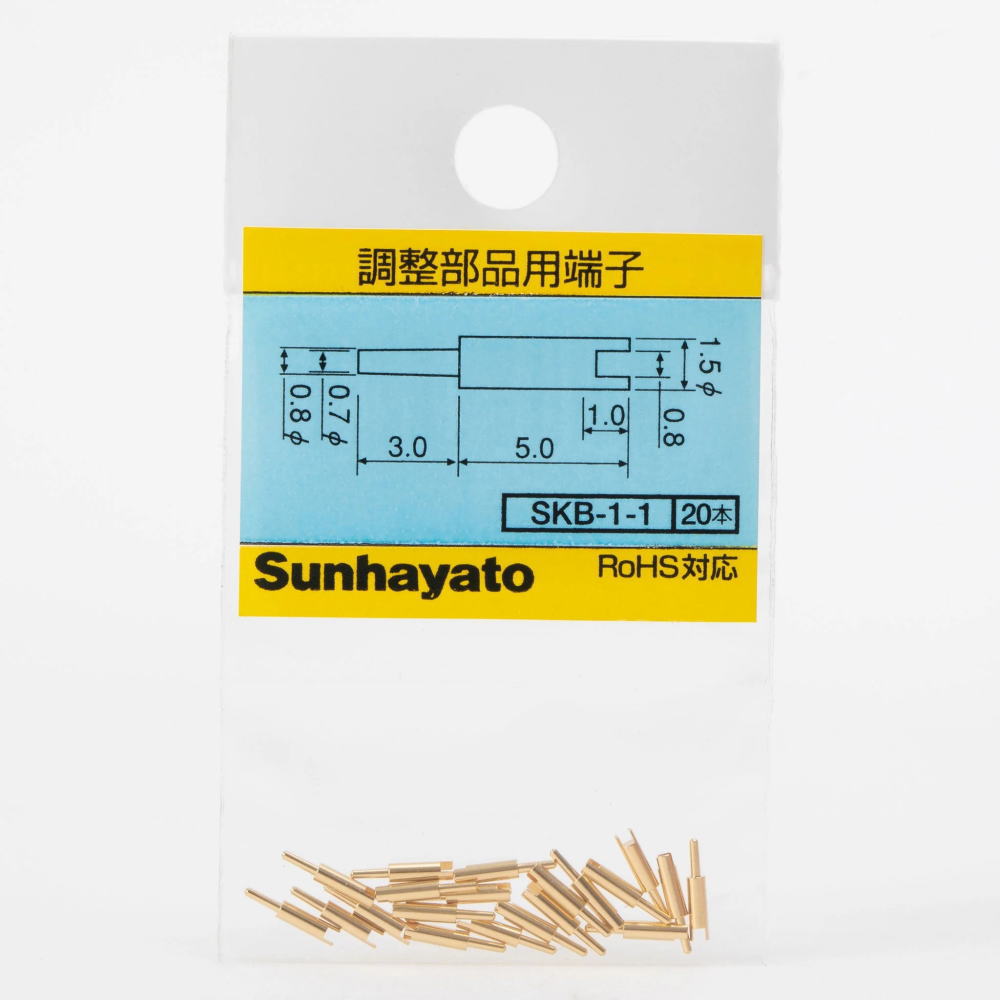 調整部品用端子
1.5φ
0.8φ
0.7φ
1.0
0.8
3.0
5.0
SKB-1-1
20本
Sunhayato
RoHS対応